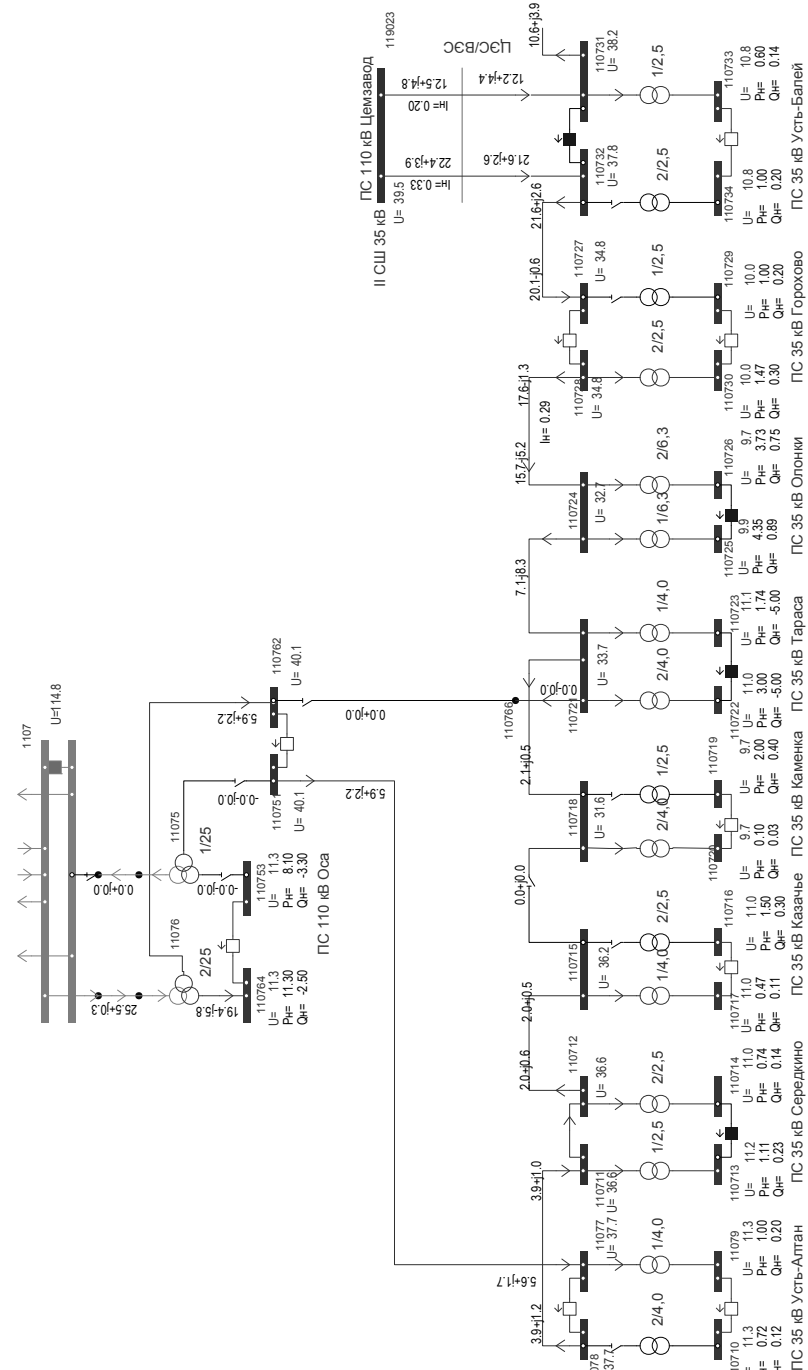 ПС 110 кВ Цемзавод
119023
II СШ 35 кВ
U= 39.5
12.5+j4.8
Iн= 0.20
22.4+j3.9
Iн= 0.33
ЦЭС/ВЭС
12.2+j4.4
21.6+j2.6
10.6+j3.9
110731
U= 38.2
110732
U= 37.8
21.6+j2.6
1/2,5
2/2,5
110733
U= 10.8
Pн= 0.60
Qн= 0.14
110734
U= 10.8
Pн= 1.00
Qн= 0.20
ПС 35 кВ Усть-Балей
20.1-j0.6
110727
U= 34.8
110728
U= 34.8
17.6-j1.3
1/2,5
2/2,5
110729
U= 10.0
Pн= 1.00
Qн= 0.20
110730
U= 10.0
Pн= 1.47
Qн= 0.30
ПС 35 кВ Горохово
Iн= 0.29
15.7-j5.2
110724
U= 32.7
7.1-j8.3
2/6,3
1/6,3
110726
U= 9.7
Pн= 3.73
Qн= 0.75
110725
U= 9.9
Pн= 4.35
Qн= 0.89
ПС 35 кВ Олонки
110766
110721
U= 33.7
0.0-j0.0
1/4,0
2/4,0
110723
U= 11.1
Pн= 1.74
Qн= -5.00
110722
U= 11.0
Pн= 3.00
Qн= -5.00
ПС 35 кВ Тараса
2.1+j0.5
110718
U= 31.6
0.0+j0.0
1/2,5
2/4,0
110719
U= 9.7
Pн= 2.00
Qн= 0.40
110720
U= 9.7
Pн= 0.10
Qн= 0.03
ПС 35 кВ Каменка
110715
U= 36.2
2.0+j0.5
2/2,5
1/4,0
110716
U= 11.0
Pн= 1.50
Qн= 0.30
110717
U= 11.0
Pн= 0.47
Qн= 0.11
ПС 35 кВ Казачье
2.0+j0.6
110712
U= 36.6
110711
U= 36.6
3.9+j1.0
2/2,5
1/2,5
110714
U= 11.0
Pн= 0.74
Qн= 0.14
110713
U= 11.2
Pн= 1.11
Qн= 0.23
ПС 35 кВ Середкино
5.6+j1.7
3.9+j1.2
11077
U= 37.7
078
37.7
1/4,0
2/4,0
11079
U= 11.3
Pн= 1.00
Qн= 0.20
10710
11.3
0.72
0.12
ПС 35 кВ Усть-Алтан
1107
U=114.8
0.0+j0.0
25.5+j0.3
11075
1/25
11076
2/25
-0.0-j0.0
-0.0-j0.0
19.4-j5.8
110753
U= 11.3
Pн= 8.10
Qн= -3.30
110764
U= 11.3
Pн= 11.30
Qн= -2.50
ПС 110 кВ Оса
5.9+j2.2
110762
U= 40.1
110751
U= 40.1
0.0+j0.0
5.9+j2.2